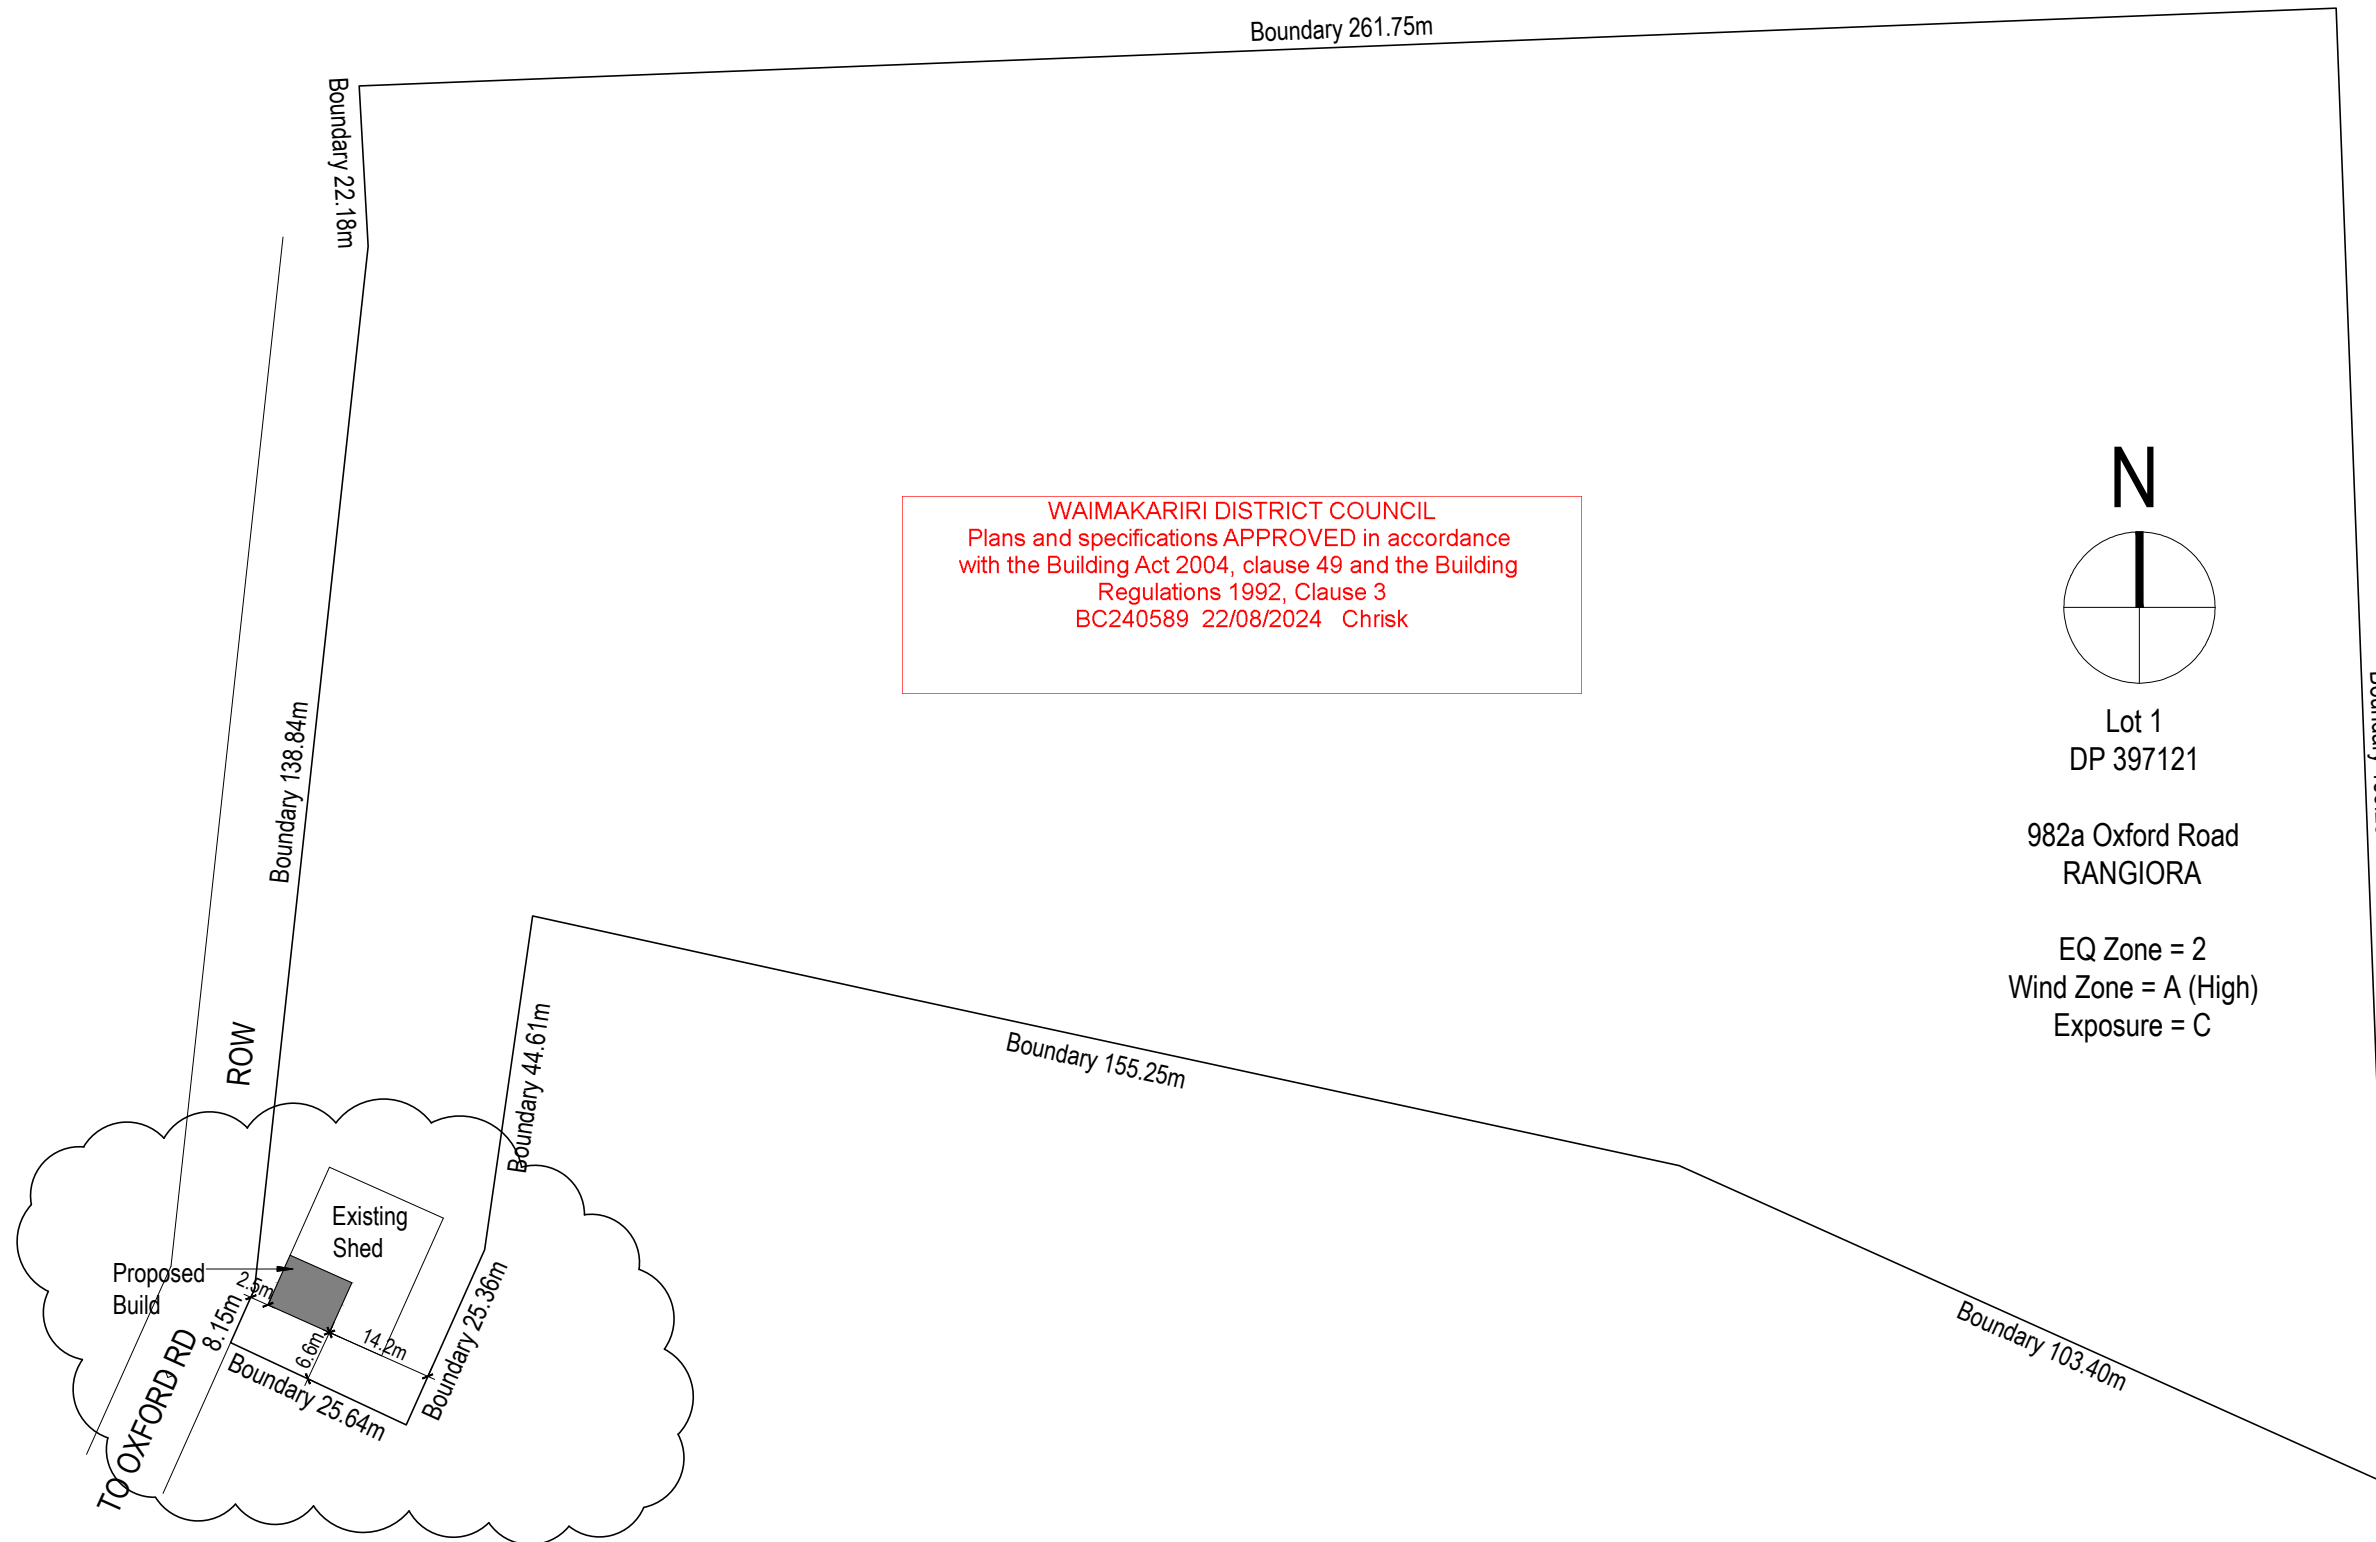 Boundary 261.75m
Boundary 22.18m
WAIMAKARIRI DISTRICT COUNCIL
Plans and specifications APPROVED in accordance
with the Building Act 2004, clause 49 and the Building
Regulations 1992, Clause 3
BC240589 22/08/2024 Chrisk
N
Lot 1
DP 397121
982a Oxford Road
RANGIORA
EQ Zone = 2
Wind Zone = A (High)
Exposure = C
Boundary
Boundary 138.84m
ROW
Boundary 44.61m
Boundary 155.25m
Existing
Shed
Proposed
Build
2.5m
8.15m
6.6m
14.2m
Boundary 25.36m
Boundary 25.64m
TO OXFORD RD
Boundary 103.40m